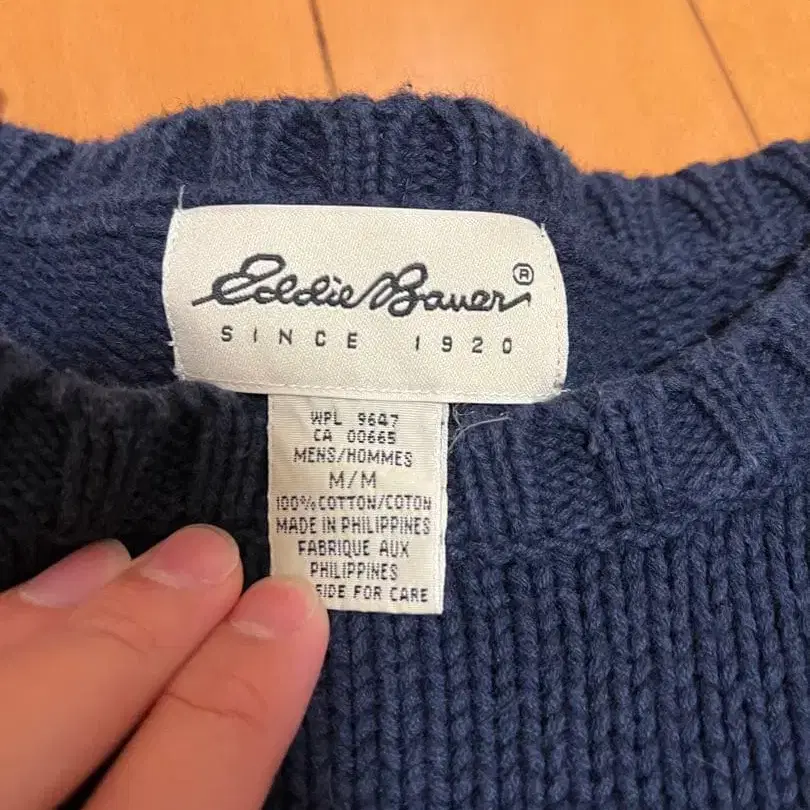 Eddie Bauer ®
SINCE 1920
WPL 9647
CA 00665
MENS/HOMMES
M/M
100% COTTON/COTON
MADE IN PHILIPPINES
FABRIQUE AUX
PHILIPPINES
SIDE FOR CARE